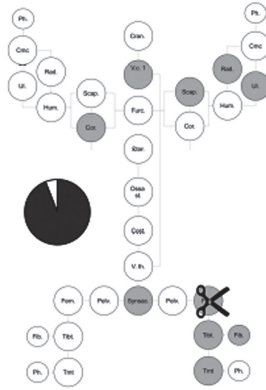 Ph.
Cmc
Rad.
Ul.
Hum.
Scap.
Cor.
Cran.
V.c. 1
Furc.
Ster.
Ossa st.
Cost.
V. th.
Ph.
Cmc
Rad.
Ul.
Scap.
Hum.
Cor.
Fem.
Pelv.
Synsac.
Pelv.
Fib.
Tibt.
Ph.
Tmt
Tibt.
Fib.
Tmt
Ph.